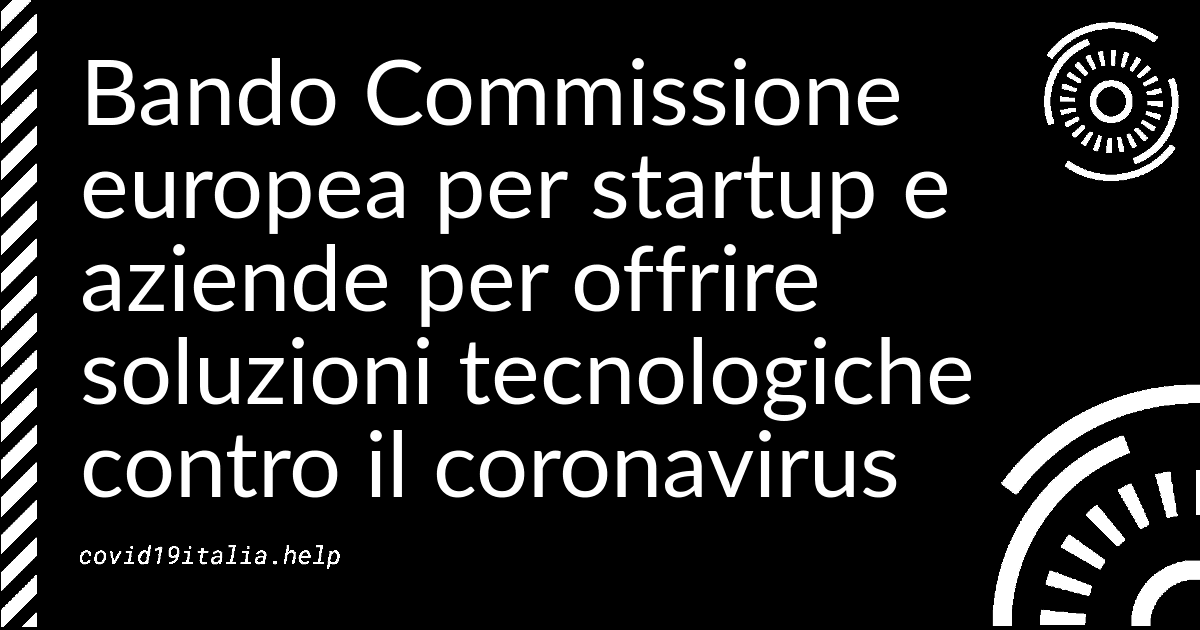 Bando Commissione
europea per startup e
aziende per offrire
soluzioni tecnologiche
contro il coronavirus
covid19italia.help